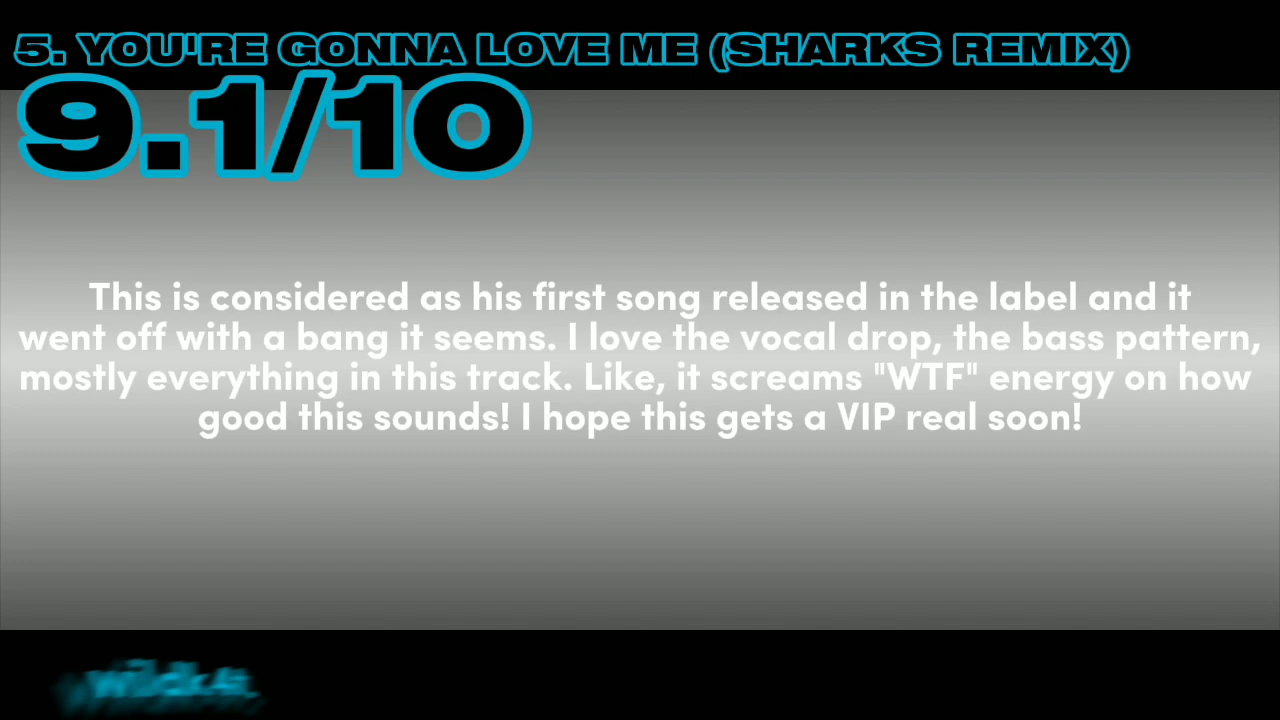 5. YOU'RE GONNA LOVE ME (SHARKS REMIX)
9.1/10
This is considered as his first song released in the label and it
went off with a bang it seems. I love the vocal drop, the bass pattern,
mostly everything in this track. Like, it screams "WTF" energy on how
good this sounds! I hope this gets a VIP real soon!